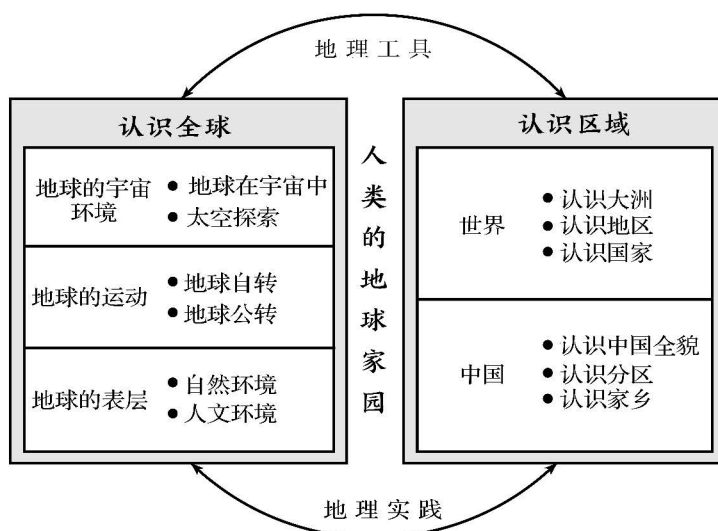 地理工具
认识全球
地球的宇宙
环境
● 地球在宇宙中
● 太空探索
地球的运动
● 地球自转
● 地球公转
地球的表层
● 自然环境
● 人文环境
人类的地球家园
认识区域
世界
● 认识大洲
● 认识地区
● 认识国家
中国
● 认识中国全貌
● 认识分区
● 认识家乡
地理实践